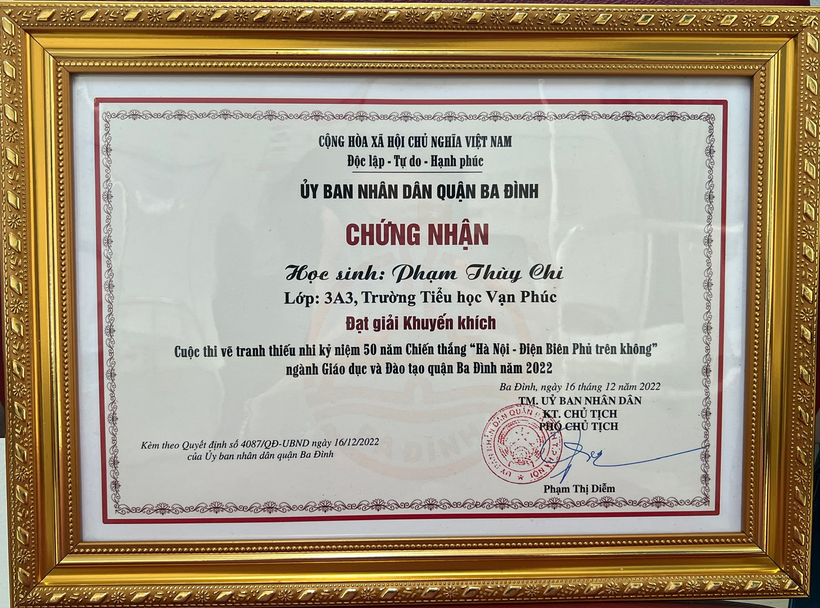 CỘNG HÒA XÃ HỘI CHỦ NGHĨA VIỆT NAM
Độc lập - Tự do - Hạnh phúc
ỦY BAN NHÂN DÂN QUẬN BA ĐÌNH
CHỨNG NHẬN
Học sinh: Phạm Thùy Chi
Lớp: 3A3, Trường Tiểu học Vạn Phúc
Đạt giải Khuyến khích
Cuộc thi vẽ tranh thiếu nhi kỷ niệm 50 năm Chiến thắng “Hà Nội - Điện Biên Phủ trên không”
ngành Giáo dục và Đào tạo quận Ba Đình năm 2022
Ba Đình, ngày 16 tháng 12 năm 2022
TM. UỶ BAN NHÂN DÂN
KT. CHỦ TỊCH
PHÓ CHỦ TỊCH
Kèm theo Quyết định số 4087/QĐ-UBND ngày 16/12/2022
của Ủy ban nhân dân quận Ba Đình
Phạm Thị Diễm